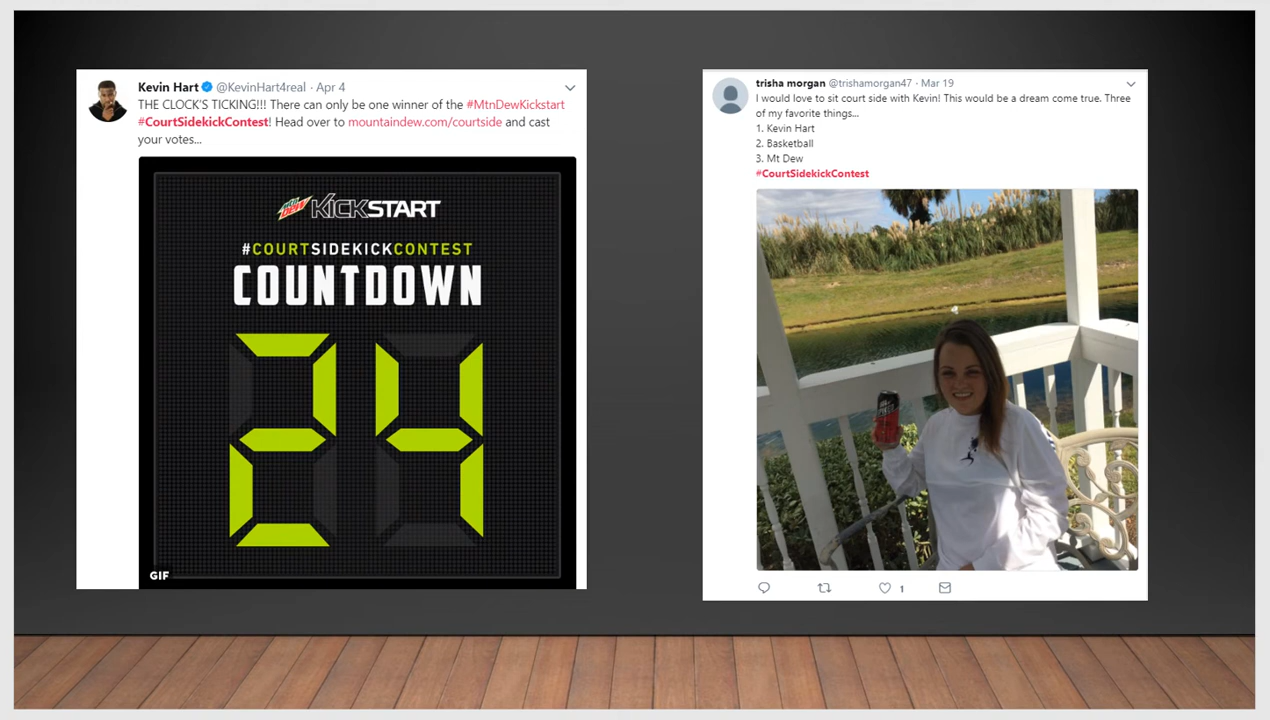 Kevin Hart @KevinHart4real · Apr 4
THE CLOCK'S TICKING!!! There can only be one winner of the #MtnDewKickstart
#CourtSidekickContest! Head over to mountaindew.com/courtside and cast
your votes...
MTN DEW KICKSTART
#COURTSIDEKICKCONTEST
COUNTDOWN
24
GIF
trisha morgan @trishamorgan47 · Mar 19
I would love to sit court side with Kevin! This would be a dream come true. Three
of my favorite things...
1. Kevin Hart
2. Basketball
3. Mt Dew
#CourtSidekickContest
1